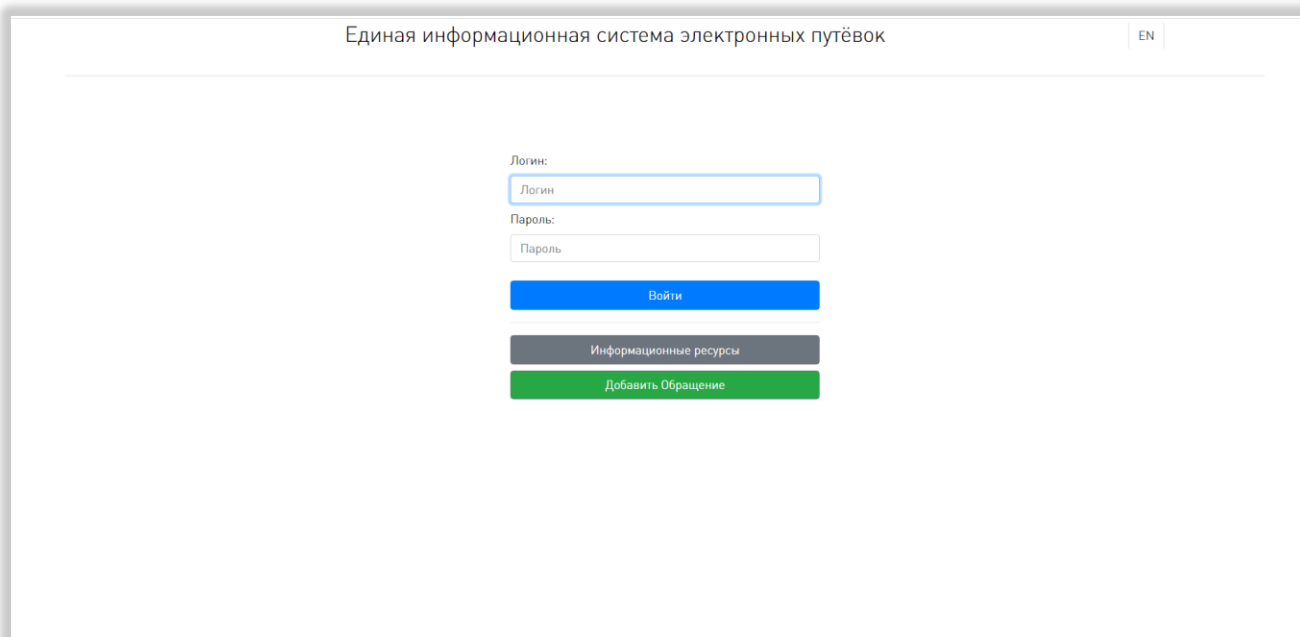 Единая информационная система электронных путёвок
EN
Логин:
Логин
Пароль:
Пароль
Войти
Информационные ресурсы
Добавить Обращение